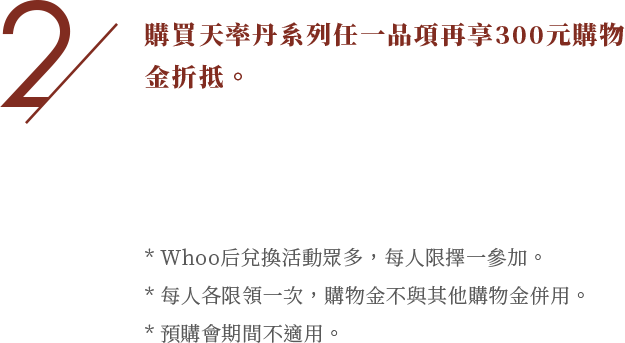 2
購買天率丹系列任一品項再享300元購物
金折抵。
* Whoo后兌換活動眾多，每人限擇一參加。
* 每人各限領一次，購物金不與其他購物金併用。
* 預購會期間不適用。